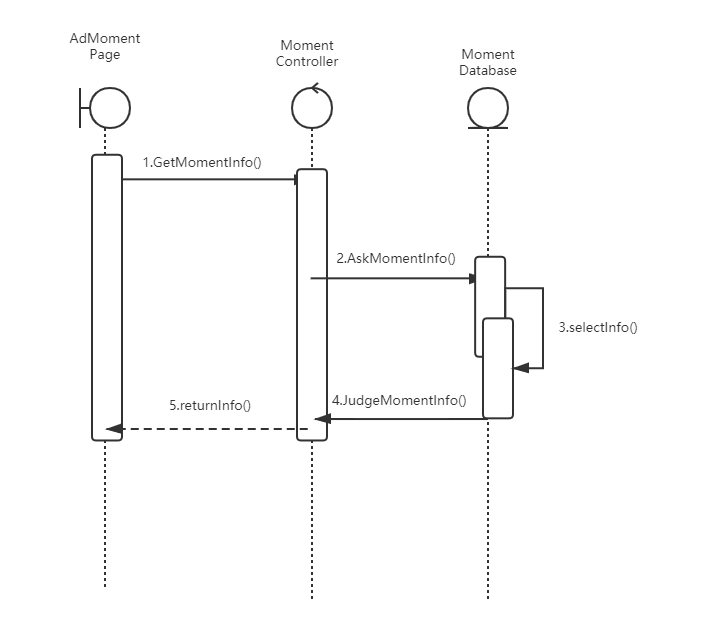 AdMoment
Page
Moment
Controller
Moment
Database
1.GetMomentInfo()
2.AskMomentInfo()
3.selectInfo()
4.JudgeMomentInfo()
5.returnInfo()